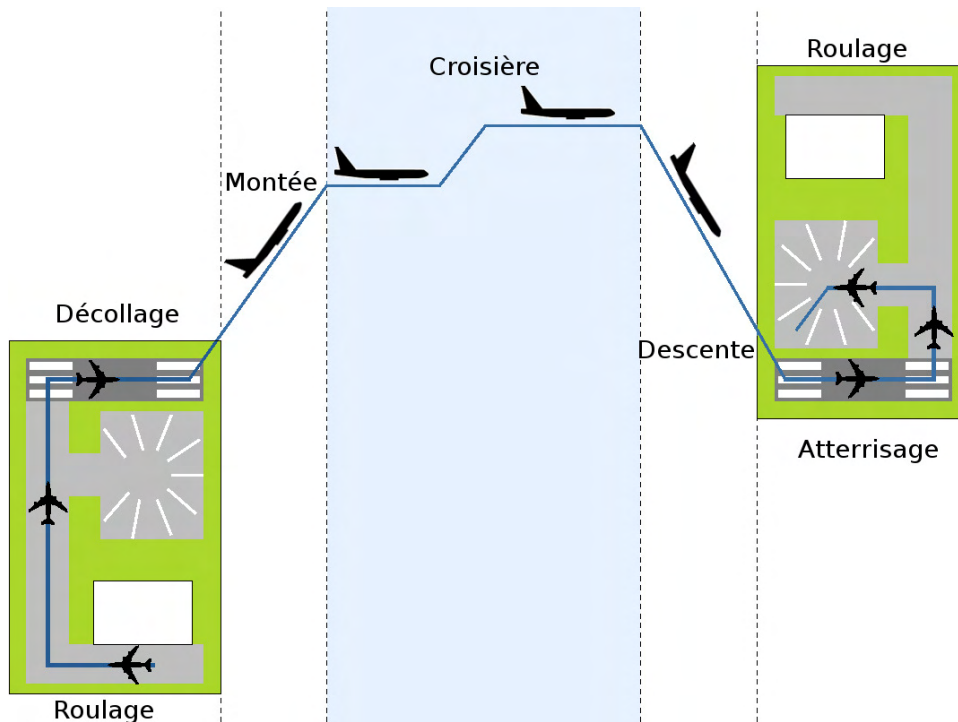 Roulage
Croisière
Montée
Décollage
Descente
Atterrisage
Roulage